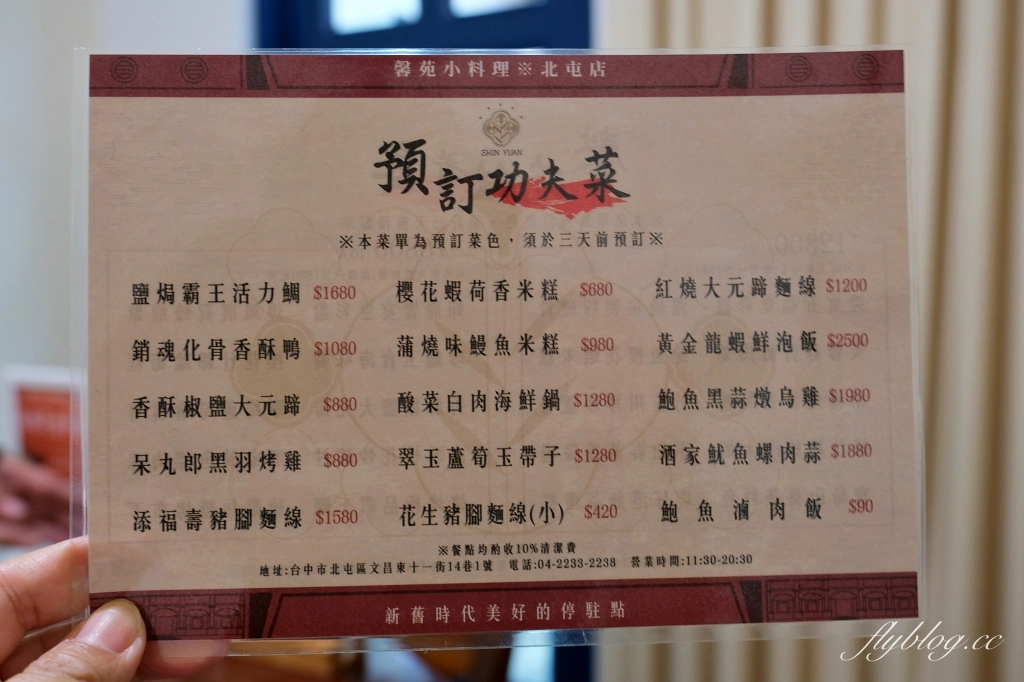 馨苑小料理※北屯店
SHIN YUAN
預訂功夫菜
※本菜單為預訂菜色，須於三天前預訂※
鹽焗霸王活力鯛 $1680 櫻花蝦荷香米糕 $680 紅燒大元蹄麵線 $1200
銷魂化骨香酥鴨 $1080 蒲燒味鰻魚米糕 $980 黃金龍蝦鮮泡飯 $2500
香酥椒鹽大元蹄 $880 酸菜白肉海鮮鍋 $1280 鮑魚黑蒜燉烏雞 $1980
呆丸郎黑羽烤雞 $880 翠玉蘆筍玉帶子 $1280 酒家魷魚螺肉蒜 $1880
添福壽豬腳麵線 $1580 花生豬腳麵線(小) $420 鮑魚滷肉飯 $90
※餐點均酌收10%清潔費
地址:台中市北屯區文昌東十一街14巷1號 電話:04-2233-2238 營業時間:11:30-20:30
新舊時代美好的停駐點
flyblog.cc